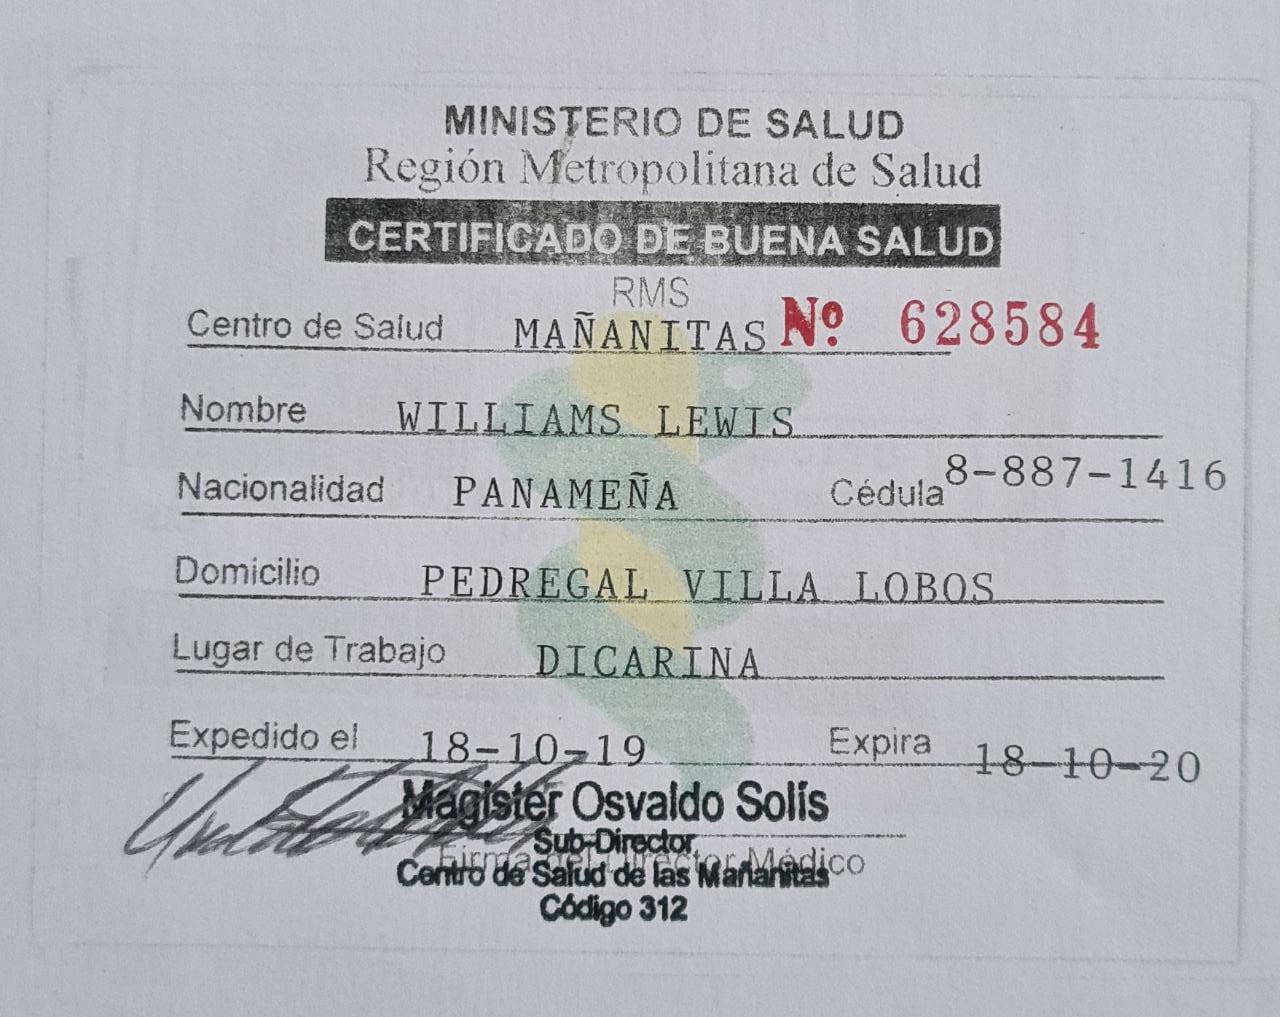 MINISTERIO DE SALUD
Región Metropolitana de Salud
CERTIFICADO DE BUENA SALUD
RMS
Centro de Salud MAÑANITAS Nº. 628584
Nombre WILLIAMS LEWIS
Nacionalidad PANAMEÑA Cédula 8-887-1416
Domicilio PEDREGAL VILLA LOBOS
Lugar de Trabajo DICARINA
Expedido el 18-10-19 Expira 18-10-20
Magister Osvaldo Solís
Sub-Director
Firma del Director Médico
Centro de Salud de las Mañanitas
Código 312